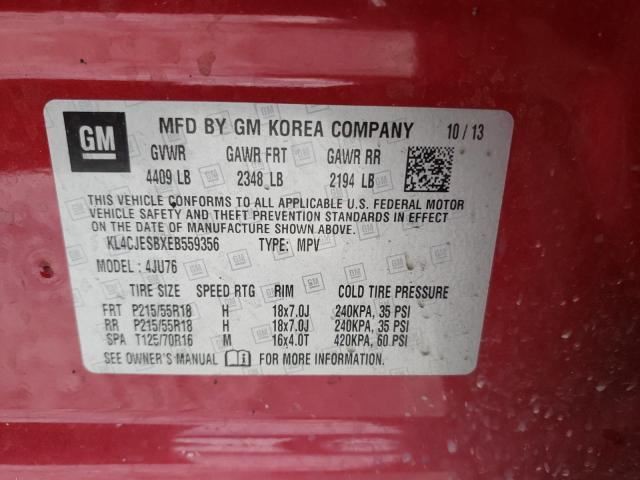 GM MFD BY GM KOREA COMPANY 10 / 13
GVWR GAWR FRT GAWR RR
4409 LB 2348 LB 2194 LB
THIS VEHICLE CONFORMS TO ALL APPLICABLE U.S. FEDERAL MOTOR
VEHICLE SAFETY AND THEFT PREVENTION STANDARDS IN EFFECT
ON THE DATE OF MANUFACTURE SHOWN ABOVE.
KL4CJESBXEB559356 TYPE: MPV
MODEL: 4JU76
TIRE SIZE SPEED RTG RIM COLD TIRE PRESSURE
FRT P215/55R18 H 18x7.0J 240KPA, 35 PSI
RR P215/55R18 H 18x7.0J 240KPA, 35 PSI
SPA T125/70R16 M 16x4.0T 420KPA, 60 PSI
SEE OWNER'S MANUAL FOR MORE INFORMATION.